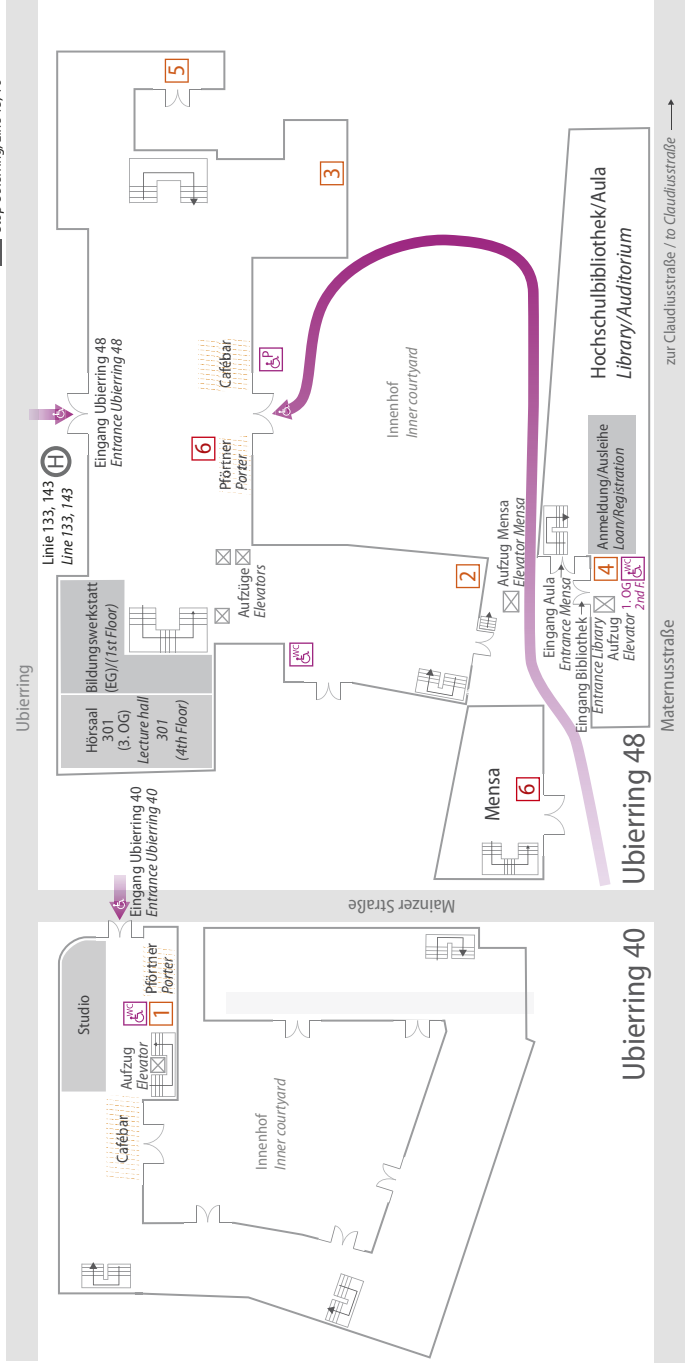 Ubierring
Linie 133, 143
Line 133, 143
H
Eingang Ubierring 48
Entrance Ubierring 48
5
3
Cafébar
P
6
Pförtner
Porter
Aufzüge
Elevators
Bildungswerkstatt
(EG)/(1st Floor)
Hörsaal
301
(3. OG)
Lecture hall
301
(4th Floor)
WC
Innenhof
Inner courtyard
2
Aufzug Mensa
Elevator Mensa
Mensa
6
Hochschulbibliothek/Aula
Library/Auditorium
Anmeldung/Ausleihe
Loan/Registration
Eingang Aula
Entrance Mensa
Eingang Bibliothek
Entrance Library
Aufzug
Elevator
4
1. OG
2nd F.
WC
Ubierring 48
Maternusstraße
zur Claudiusstraße / to Claudiusstraße
Mainzer Straße
Eingang Ubierring 40
Entrance Ubierring 40
Studio
Pförtner
Porter
WC
1
Aufzug
Elevator
Cafébar
Innenhof
Inner courtyard
Ubierring 40